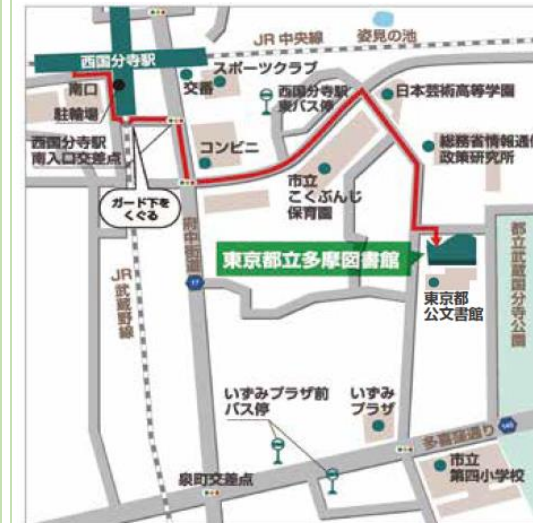 JR 中央線
姿見の池
西国分寺駅
スポーツクラブ
南口
交番
西国分寺駅
東バス停
日本芸術高等学園
駐輪場
西国分寺駅
南入口交差点
コンビニ
総務省情報通信
政策研究所
市立
こくぶんじ
保育園
ガード下を
くぐる
府中街道
17
東京都立多摩図書館
JR 武蔵野線
東京都
公文書館
都立武蔵国分寺公園
いずみプラザ前
バス停
いずみ
プラザ
多喜窪通り
145
泉町交差点
市立
第四小学校